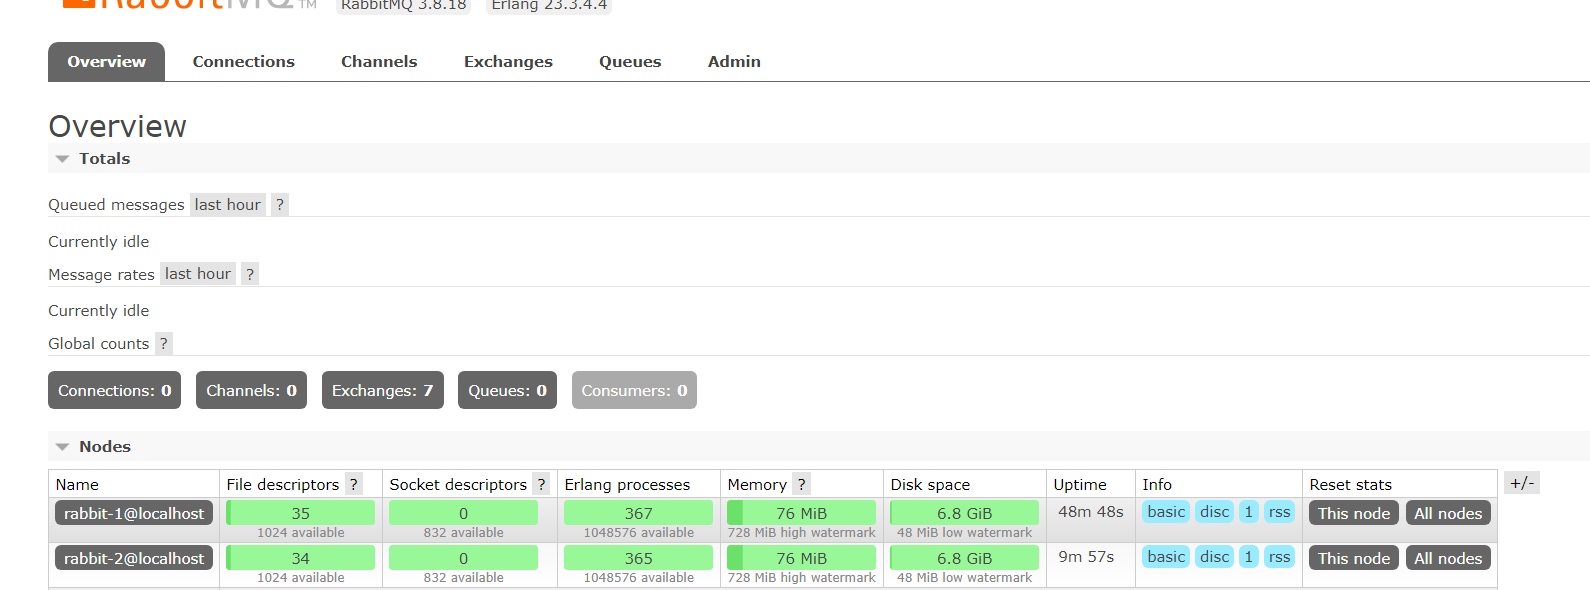 RabbitMQ TM RabbitMQ 3.8.18 Erlang 23.3.4.4
Overview Connections Channels Exchanges Queues Admin
Overview
Totals
Queued messages last hour ?
Currently idle
Message rates last hour ?
Currently idle
Global counts ?
Connections: 0 Channels: 0 Exchanges: 7 Queues: 0 Consumers: 0
Nodes
Name File descriptors ? Socket descriptors ? Erlang processes Memory ? Disk space Uptime Info Reset stats +/-
rabbit-1@localhost 35 0 367 76 MiB 6.8 GiB 48m 48s basic disc 1 rss This node All nodes
1024 available 832 available 1048576 available 728 MiB high watermark 48 MiB low watermark
rabbit-2@localhost 34 0 365 76 MiB 6.8 GiB 9m 57s basic disc 1 rss This node All nodes
1024 available 832 available 1048576 available 728 MiB high watermark 48 MiB low watermark